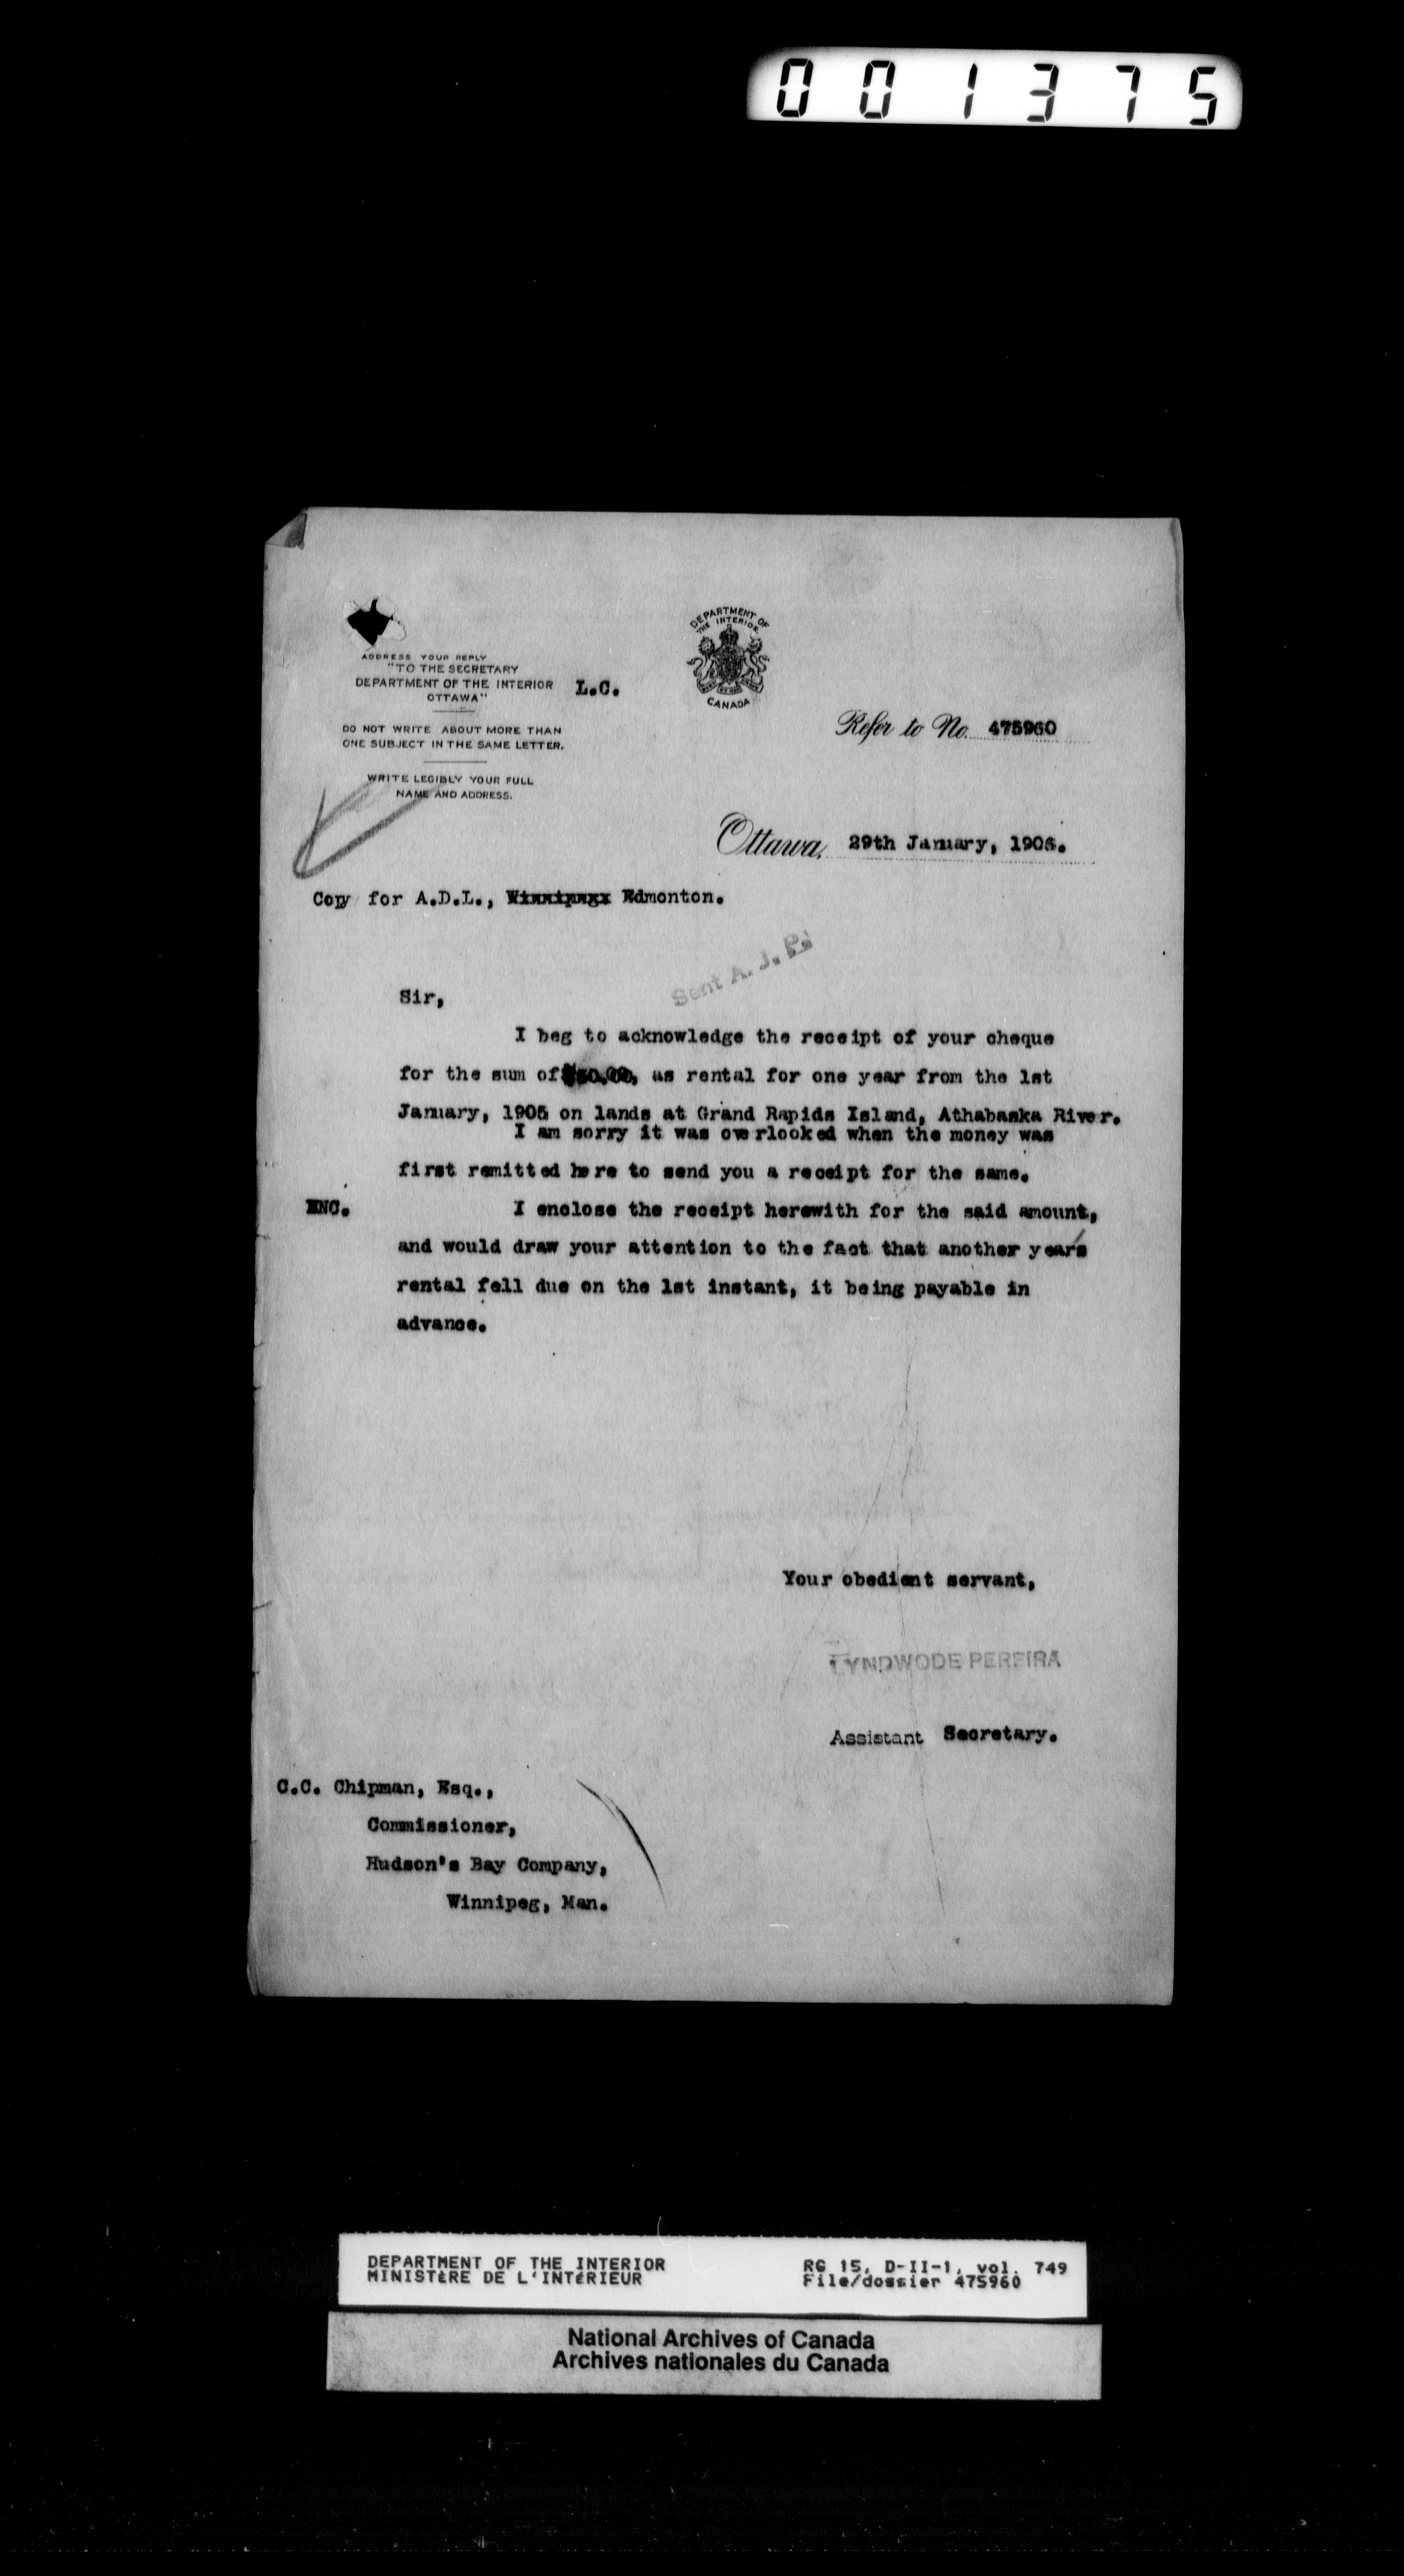 001375
DEPARTMENT OF
THE INTERIOR
CANADA
ADDRESS YOUR REPLY
"TO THE SECRETARY
DEPARTMENT OF THE INTERIOR
OTTAWA"
L.C.
DO NOT WRITE ABOUT MORE THAN
ONE SUBJECT IN THE SAME LETTER.
WRITE LEGIBLY YOUR FULL
NAME AND ADDRESS.
Refer to No. 475960
Ottawa, 29th January, 1906.
Copy for A.D.L., Edmonton.
Sent A. J. P.
Sir,
I beg to acknowledge the receipt of your cheque
for the sum of as rental for one year from the 1st
January, 1905 on lands at Grand Rapids Island, Athabaska River.
I am sorry it was overlooked when the money was
first remitted here to send you a receipt for the same.
ENC. I enclose the receipt herewith for the said amount,
and would draw your attention to the fact that another year's
rental fell due on the 1st instant, it being payable in
advance.
Your obedient servant,
LYNDWODE PEREIRA
Assistant Secretary.
C.C. Chipman, Esq.,
Commissioner,
Hudson's Bay Company,
Winnipeg, Man.
DEPARTMENT OF THE INTERIOR
MINISTÈRE DE L'INTÉRIEUR
RG 15, D-II-1, vol. 749
File/dossier 475960
National Archives of Canada
Archives nationales du Canada